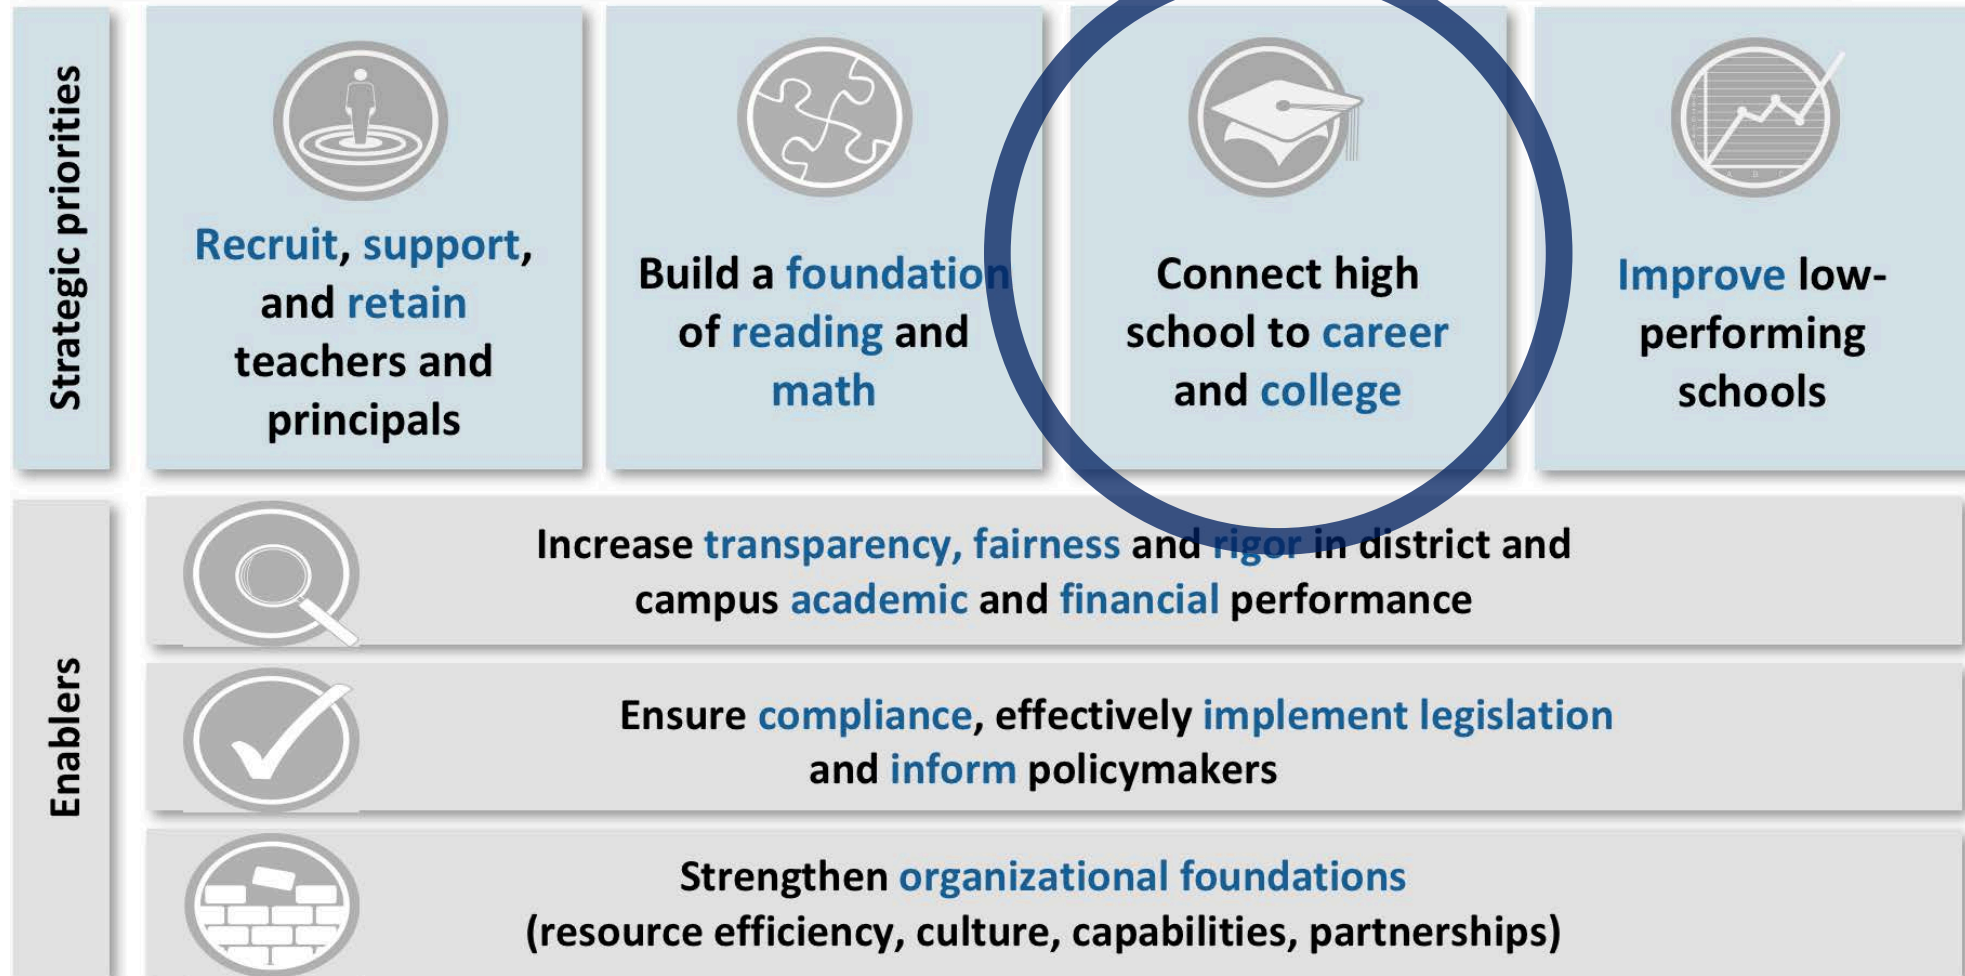 Strategic priorities
Recruit, support,
and retain
teachers and
principals
Build a foundation
of reading and
math
Connect high
school to career
and college
Improve low-
performing
schools
Enablers
Increase transparency, fairness and rigor in district and
campus academic and financial performance
Ensure compliance, effectively implement legislation
and inform policymakers
Strengthen organizational foundations
(resource efficiency, culture, capabilities, partnerships)